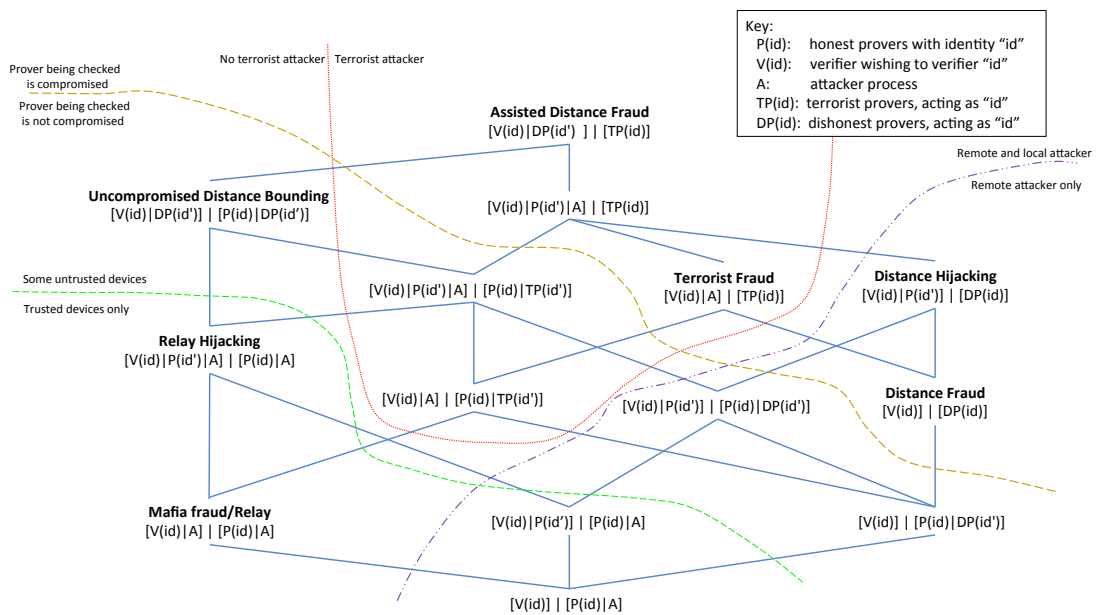 Key:
P(id): honest provers with identity “id”
V(id): verifier wishing to verifier “id”
A: attacker process
TP(id): terrorist provers, acting as “id”
DP(id): dishonest provers, acting as “id”
No terrorist attacker
Terrorist attacker
Prover being checked
is compromised
Prover being checked
is not compromised
Assisted Distance Fraud
[V(id)|DP(id') ] | [TP(id)]
Remote and local attacker
Remote attacker only
Uncompromised Distance Bounding
[V(id)|DP(id')] | [P(id)|DP(id’)]
[V(id)|P(id')|A] | [TP(id)]
Some untrusted devices
Trusted devices only
[V(id)|P(id')|A] | [P(id)|TP(id')]
Terrorist Fraud
[V(id)|A] | [TP(id)]
Distance Hijacking
[V(id)|P(id')] | [DP(id)]
Relay Hijacking
[V(id)|P(id')|A] | [P(id)|A]
[V(id)|A] | [P(id)|TP(id')]
[V(id)|P(id')] | [P(id)|DP(id')]
Distance Fraud
[V(id)] | [DP(id)]
Mafia fraud/Relay
[V(id)|A] | [P(id)|A]
[V(id)|P(id’)] | [P(id)|A]
[V(id)] | [P(id)|DP(id')]
[V(id)] | [P(id)|A]